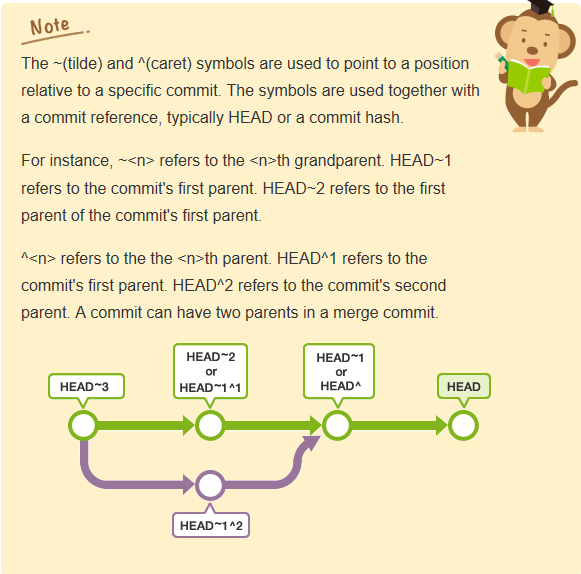 Note
The ~(tilde) and ^(caret) symbols are used to point to a position
relative to a specific commit. The symbols are used together with
a commit reference, typically HEAD or a commit hash.
For instance, ~<n> refers to the <n>th grandparent. HEAD~1
refers to the commit's first parent. HEAD~2 refers to the first
parent of the commit's first parent.
^<n> refers to the the <n>th parent. HEAD^1 refers to the
commit's first parent. HEAD^2 refers to the commit's second
parent. A commit can have two parents in a merge commit.
HEAD~3
HEAD~2
or
HEAD~1^1
HEAD~1
or
HEAD^
HEAD
HEAD~1^2